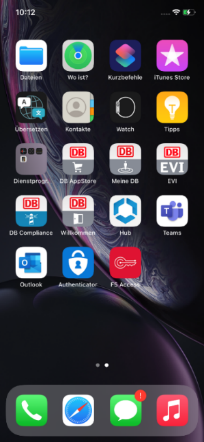 10:12
Dateien Wo ist? Kurzbefehle iTunes Store
A
Übersetzen Kontakte Watch Tipps
DB DB DB
EVI
Dienstprogr. DB AppStore Meine DB EVI
DB DB
DB Compliance Willkommen Hub Teams
Outlook Authenticator F5 Access
1